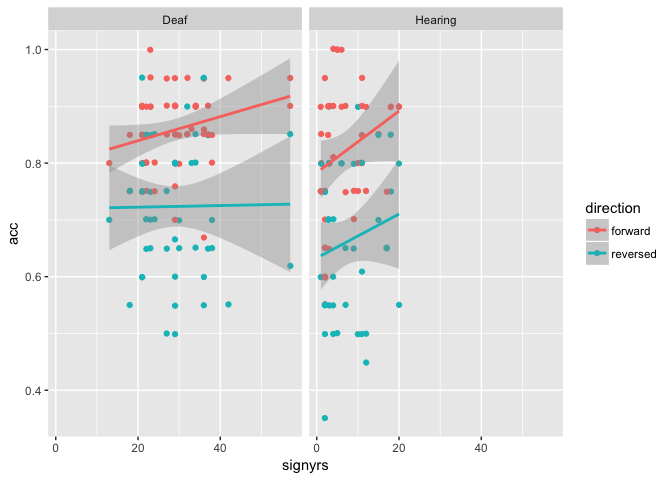 Deaf
Hearing
1.0
0.8
0.6
0.4
acc
0
20
40
0
20
40
signyrs
direction
forward
reversed